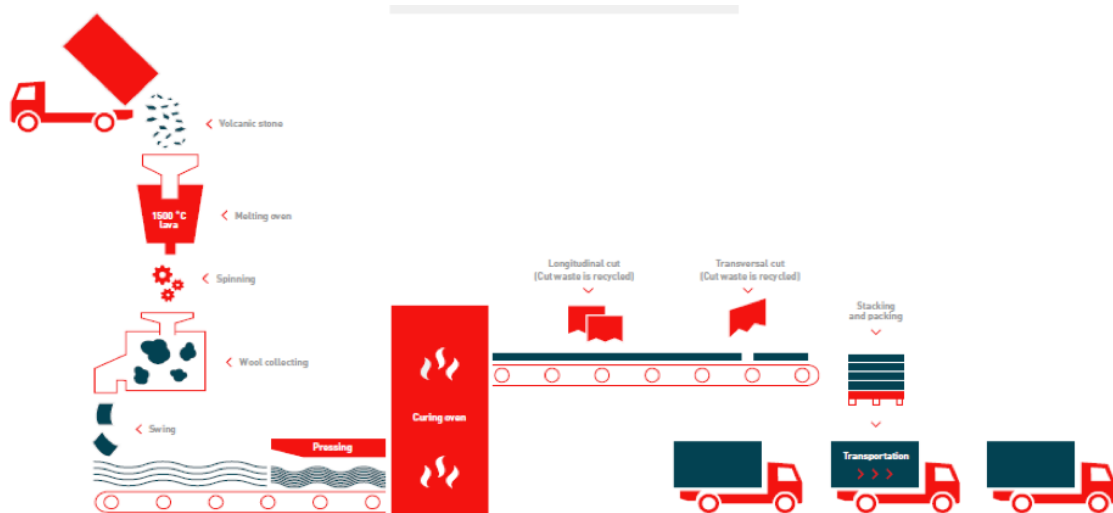 Volcanic stone
1500 °C
lava
Melting oven
Spinning
Wool collecting
Swing
Pressing
Curing oven
Longitudinal cut
(Cut waste is recycled)
Transversal cut
(Cut waste is recycled)
Stacking
and packing
Transportation